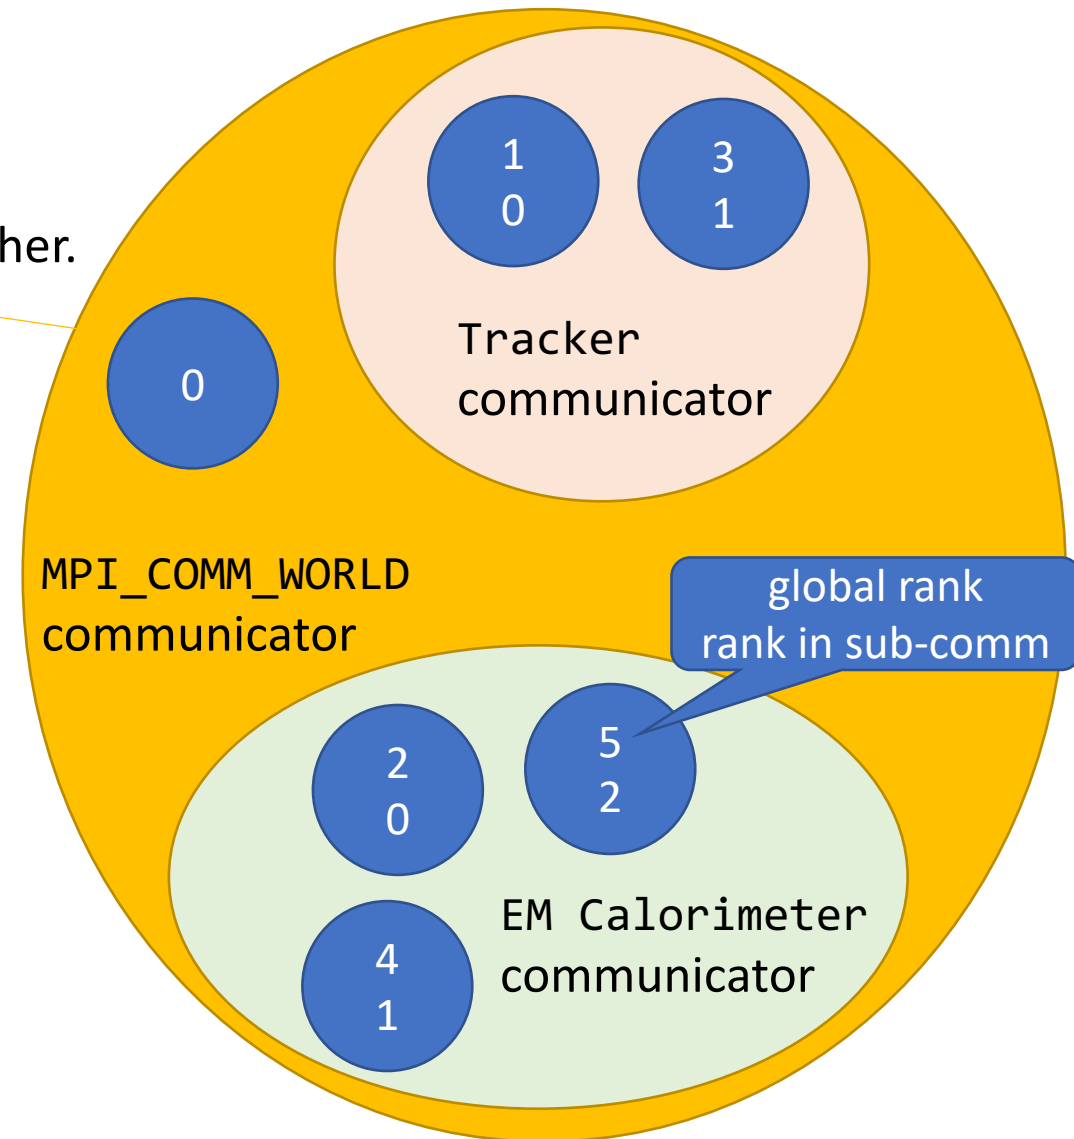 1
0
3
1
her.
Tracker
communicator
0
MPI_COMM_WORLD
communicator
global rank
rank in sub-comm
2
0
5
2
EM Calorimeter
communicator
4
1